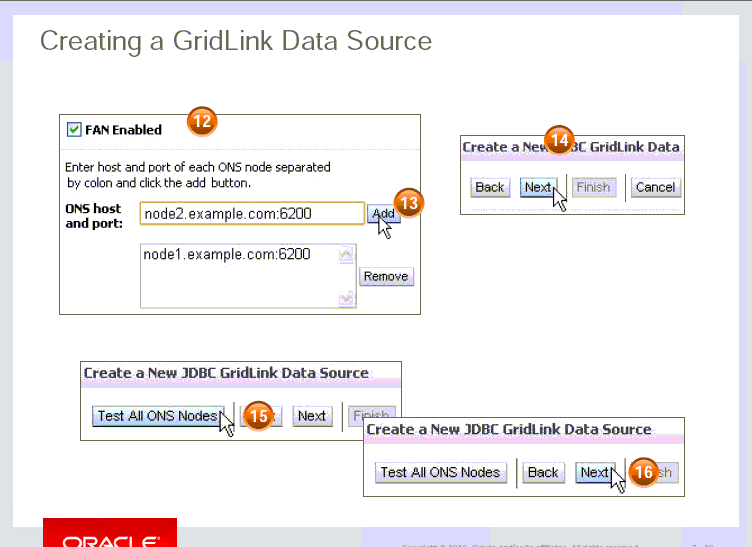 Creating a GridLink Data Source
12
FAN Enabled
Enter host and port of each ONS node separated
by colon and click the add button.
ONS host
and port:
node2.example.com:6200
Add
13
node1.example.com:6200
Remove
14
Create a New JDBC GridLink Data
Back Next Finish Cancel
Create a New JDBC GridLink Data Source
Test All ONS Nodes 15 Next Finish
Create a New JDBC GridLink Data Source
Test All ONS Nodes Back Next 16
ORACLE